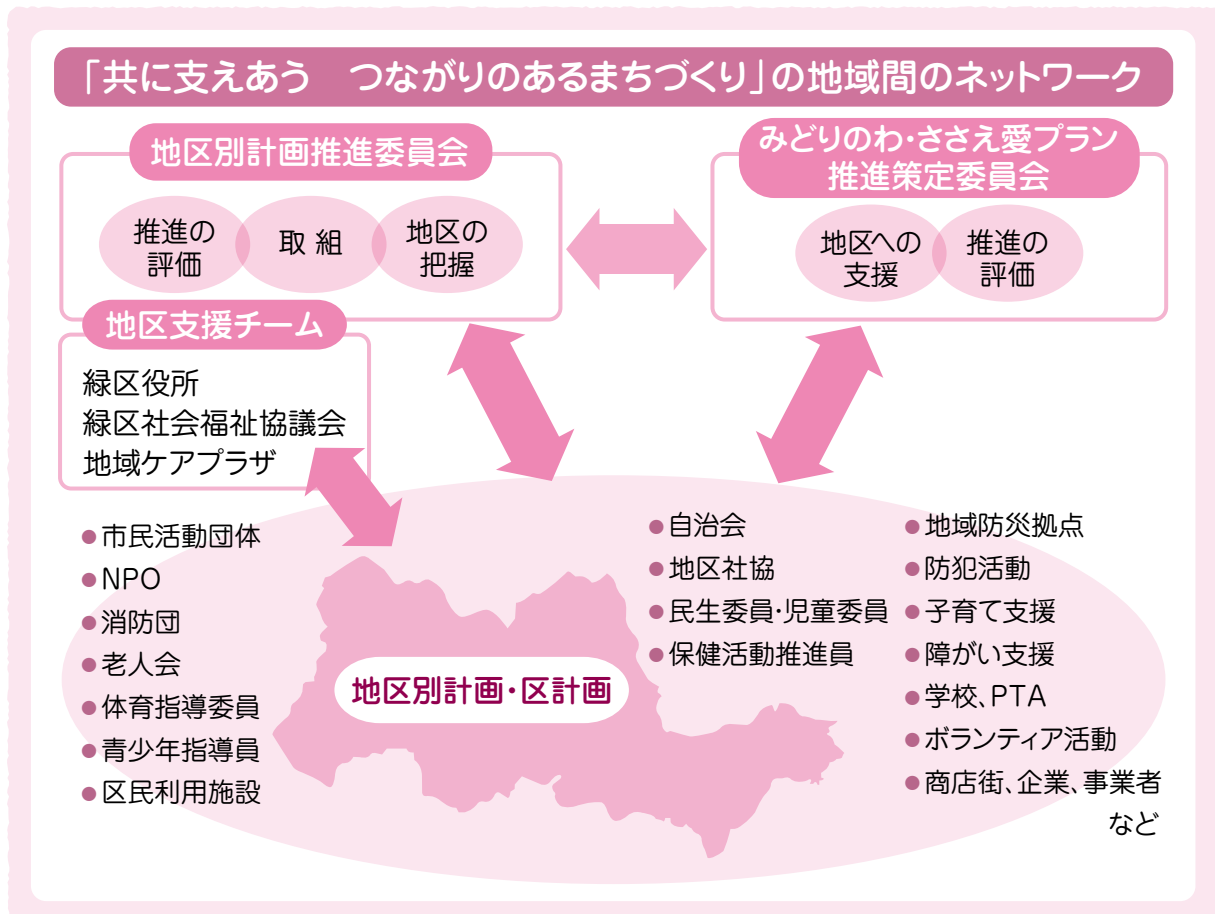 「共に支えあう　つながりのあるまちづくり」の地域間のネットワーク
地区別計画推進委員会
推進の
評価
取 組
地区の
把握
みどりのわ・ささえ愛プラン
推進策定委員会
地区への
支援
推進の
評価
地区支援チーム
緑区役所
緑区社会福祉協議会
地域ケアプラザ
●市民活動団体
●NPO
●消防団
●老人会
●体育指導委員
●青少年指導員
●区民利用施設
地区別計画・区計画
●自治会
●地区社協
●民生委員・児童委員
●保健活動推進員
●地域防災拠点
●防犯活動
●子育て支援
●障がい支援
●学校、PTA
●ボランティア活動
●商店街、企業、事業者
など